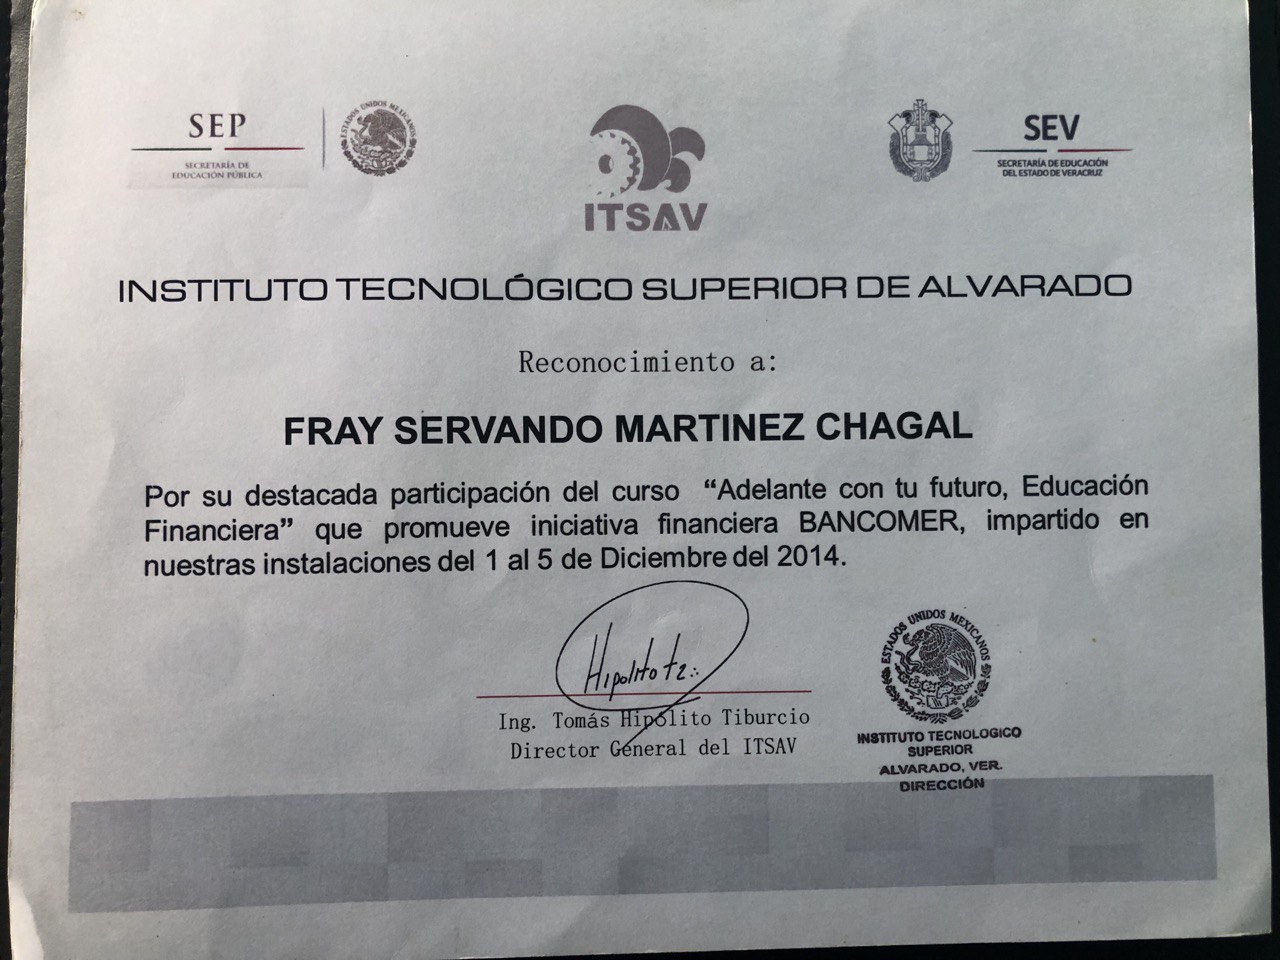 SEP
SECRETARÍA DE
EDUCACIÓN PÚBLICA
ESTADOS UNIDOS MEXICANOS
ITSAV
SEV
SECRETARÍA DE EDUCACIÓN
DEL ESTADO DE VERACRUZ
INSTITUTO TECNOLÓGICO SUPERIOR DE ALVARADO
Reconocimiento a:
FRAY SERVANDO MARTINEZ CHAGAL
Por su destacada participación del curso “Adelante con tu futuro, Educación
Financiera” que promueve iniciativa financiera BANCOMER, impartido en
nuestras instalaciones del 1 al 5 de Diciembre del 2014.
Hipolito tz.
Ing. Tomás Hipólito Tiburcio
Director General del ITSAV
ESTADOS UNIDOS MEXICANOS
INSTITUTO TECNOLOGICO
SUPERIOR
ALVARADO, VER.
DIRECCIÓN